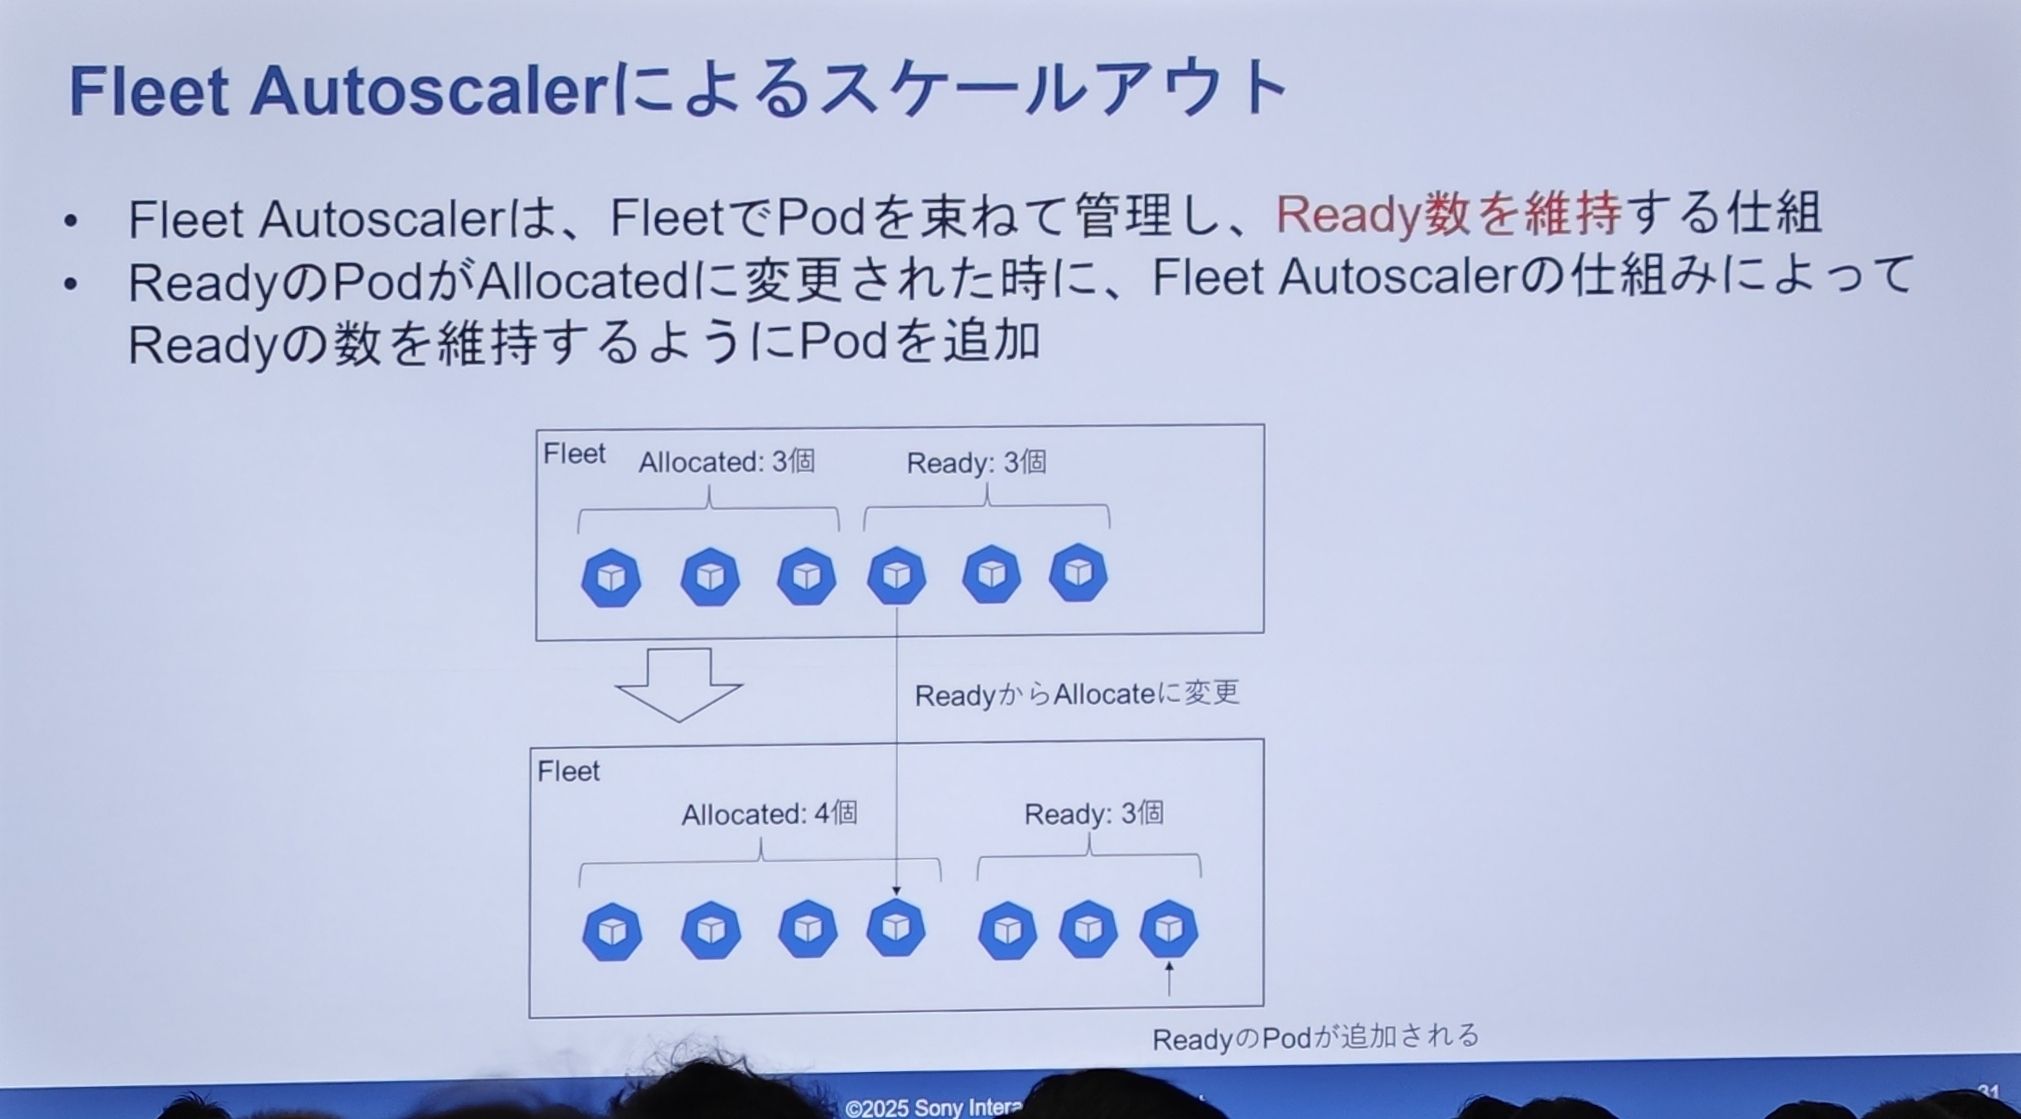 Fleet Autoscalerによるスケールアウト
• Fleet Autoscalerは、FleetでPodを束ねて管理し、Ready数を維持する仕組
• ReadyのPodがAllocatedに変更された時に、Fleet Autoscalerの仕組みによって
Readyの数を維持するようにPodを追加
Fleet
Allocated: 3個
Ready: 3個
ReadyからAllocateに変更
Fleet
Allocated: 4個
Ready: 3個
ReadyのPodが追加される
©2025 Sony
31